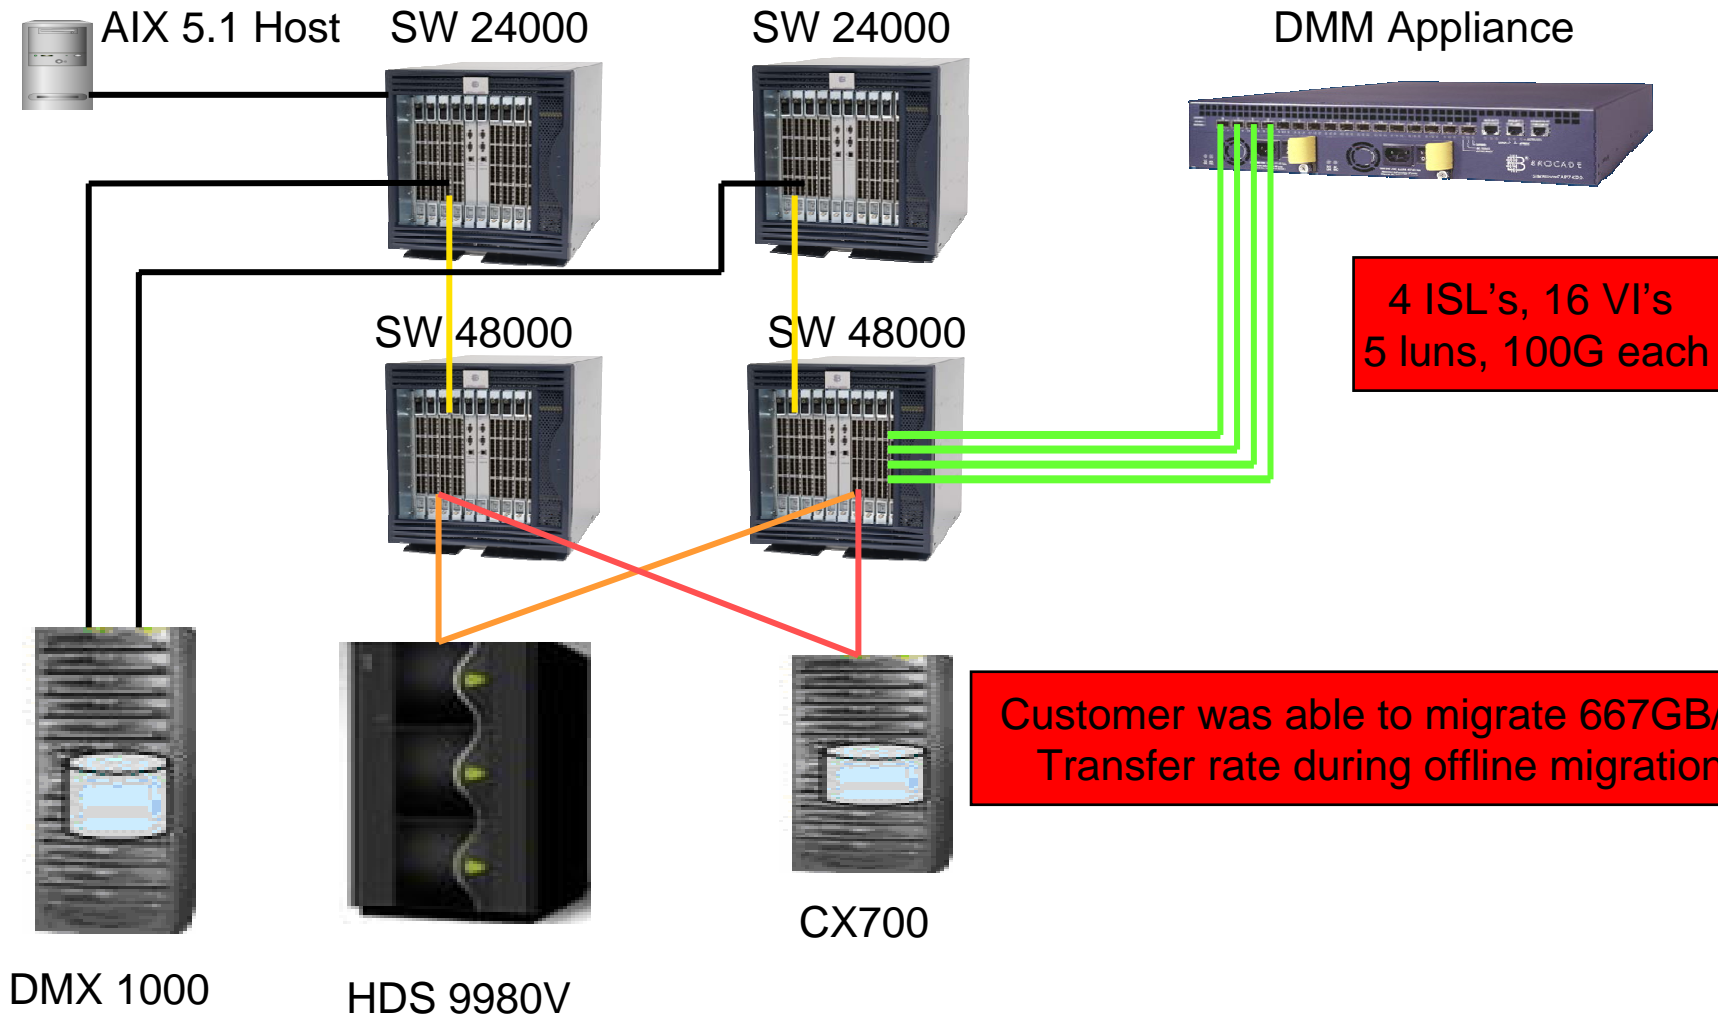 AIX 5.1 Host
SW 24000
SW 24000
DMM Appliance
BROCADE
4 ISL's, 16 VI's
5 luns, 100G each
SW 48000
SW 48000
Customer was able to migrate 667GB/
Transfer rate during offline migration
CX700
DMX 1000
HDS 9980V